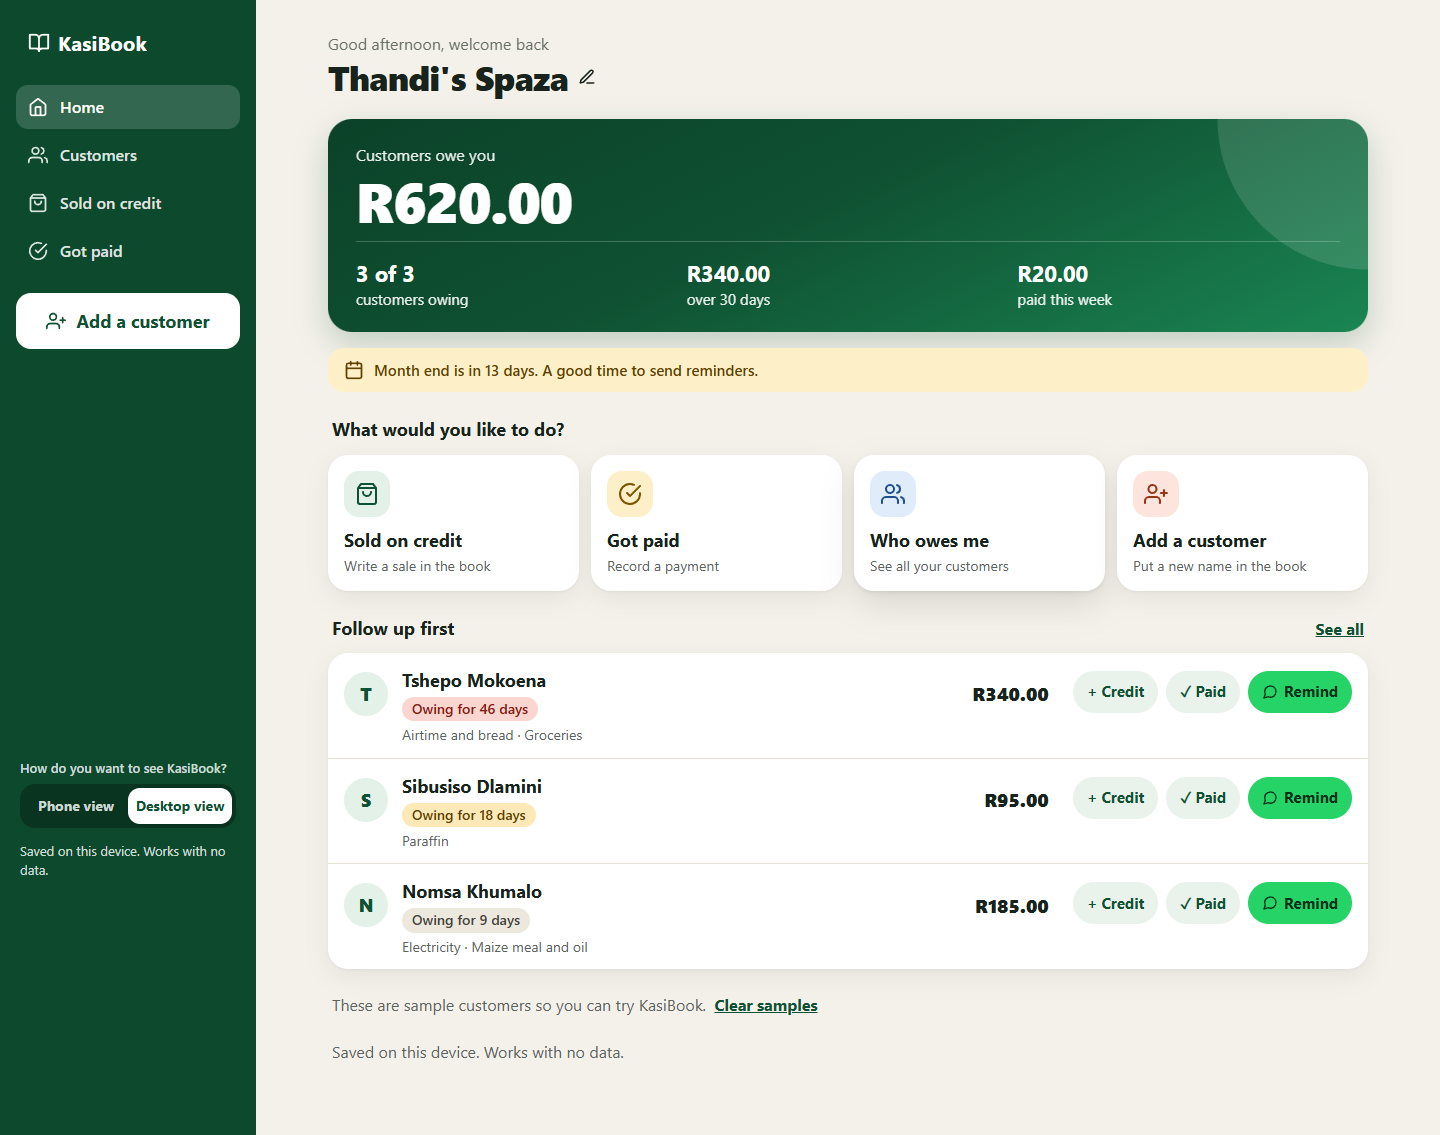 KasiBook
Home
Customers
Sold on credit
Got paid
Add a customer
How do you want to see KasiBook?
Phone view
Desktop view
Saved on this device. Works with no
data.
Good afternoon, welcome back
Thandi's Spaza
Customers owe you
R620.00
3 of 3
customers owing
R340.00
over 30 days
R20.00
paid this week
Month end is in 13 days. A good time to send reminders.
What would you like to do?
Sold on credit
Write a sale in the book
Got paid
Record a payment
Who owes me
See all your customers
Add a customer
Put a new name in the book
Follow up first
See all
T
Tshepo Mokoena
Owing for 46 days
Airtime and bread · Groceries
R340.00
+ Credit
✓ Paid
Remind
S
Sibusiso Dlamini
Owing for 18 days
Paraffin
R95.00
+ Credit
✓ Paid
Remind
N
Nomsa Khumalo
Owing for 9 days
Electricity · Maize meal and oil
R185.00
+ Credit
✓ Paid
Remind
These are sample customers so you can try KasiBook. Clear samples
Saved on this device. Works with no data.